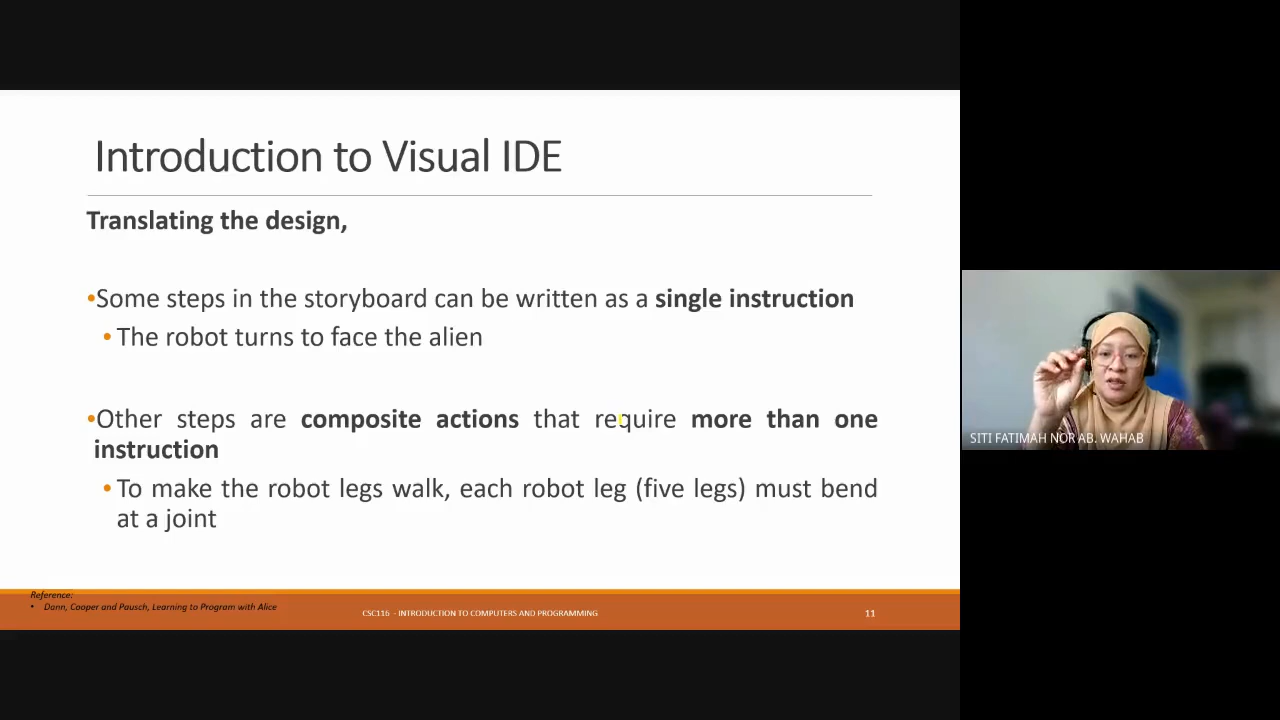 Introduction to Visual IDE
Translating the design,
•Some steps in the storyboard can be written as a single instruction
•The robot turns to face the alien
•Other steps are composite actions that require more than one
instruction
•To make the robot legs walk, each robot leg (five legs) must bend
at a joint
SITI FATIMAH NOR AB. WAHAB
Reference:
• Dann, Cooper and Pausch, Learning to Program with Alice
CSC116 - INTRODUCTION TO COMPUTERS AND PROGRAMMING
11